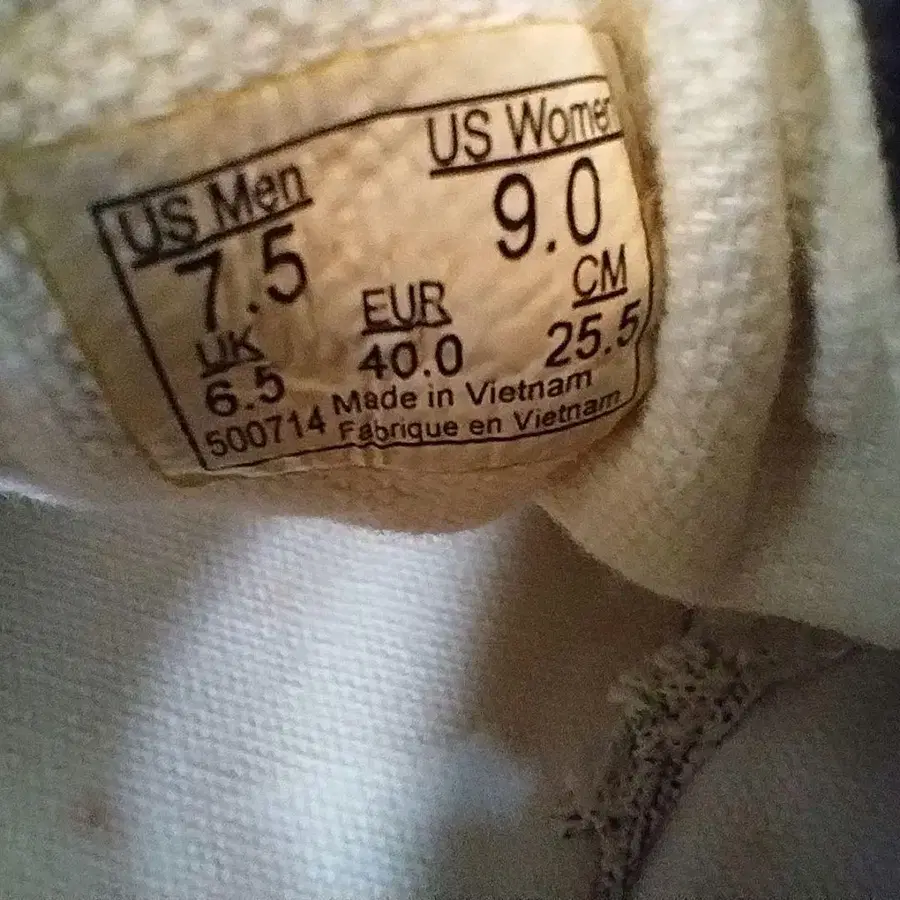 US Men US Women
7.5 9.0
UK EUR CM
6.5 40.0 25.5
500714 Made in Vietnam
Fabrique en Vietnam